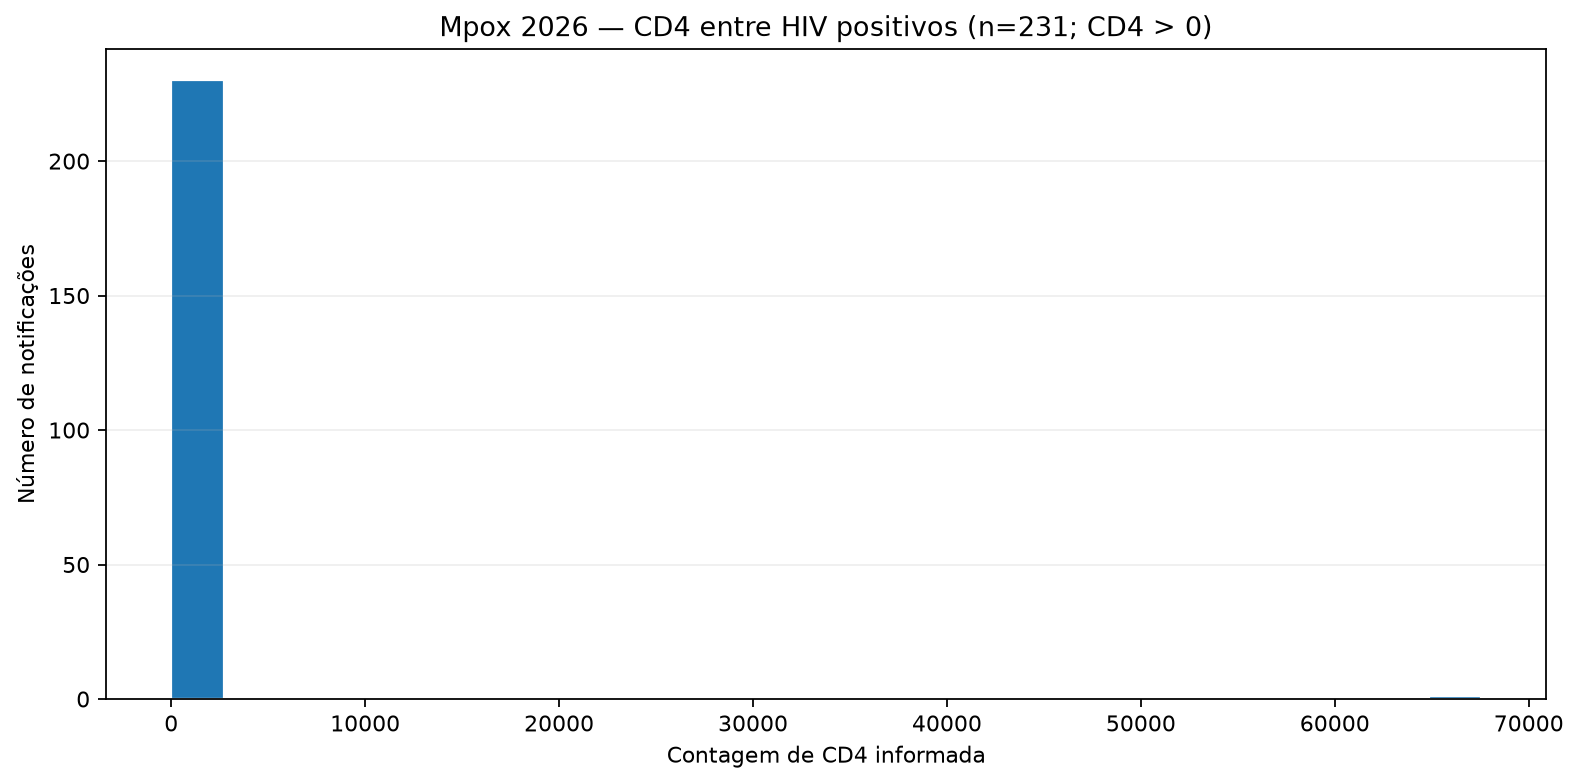 Mpox 2026 — CD4 entre HIV positivos (n=231; CD4 > 0)
Número de notificações
200
150
100
50
0
0 10000 20000 30000 40000 50000 60000 70000
Contagem de CD4 informada